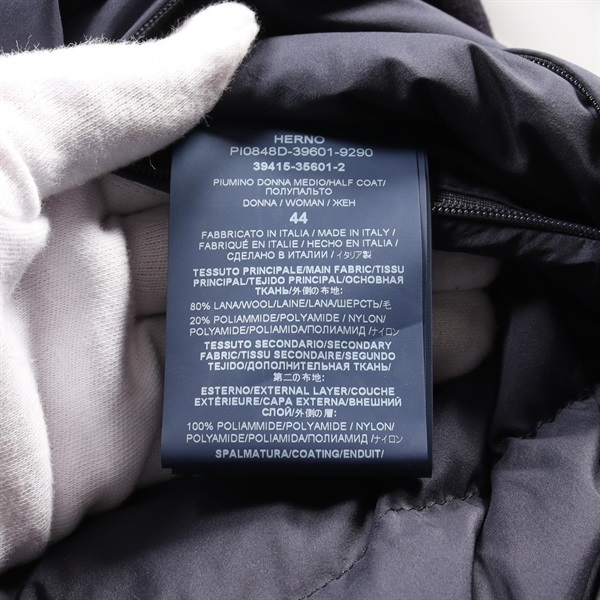 HERNO
PI0848D-39601-9290
39415-35601-2
PIUMINO DONNA MEDIO/HALF COAT/
ПОЛУПАЛЬТО
DONNA / WOMAN / ЖЕН
44
FABBRICATO IN ITALIA / MADE IN ITALY /
FABRIQUÉ EN ITALIE / HECHO EN ITALIA /
СДЕЛАНО В ИТАЛИИ / イタリア製
TESSUTO PRINCIPALE/MAIN FABRIC/TISSU
PRINCIPAL/TEJIDO PRINCIPAL/ОСНОВНАЯ
ТКАНЬ/外側の布地:
80% LANA/WOOL/LAINE/LANA/ШЕРСТЬ/毛
20% POLIAMMIDE/POLYAMIDE / NYLON/
POLYAMIDE/POLIAMIDA/ПОЛИАМИД/ナイロン
TESSUTO SECONDARIO/SECONDARY
FABRIC/TISSU SECONDAIRE/SEGUNDO
TEJIDO/ДОПОЛНИТЕЛЬНАЯ ТКАНЬ/
第二の布地:
ESTERNO/EXTERNAL LAYER/COUCHE
EXTÉRIEURE/CAPA EXTERNA/ВНЕШНИЙ
СЛОЙ/外側の層:
100% POLIAMMIDE/POLYAMIDE / NYLON/
POLYAMIDE/POLIAMIDA/ПОЛИАМИД/ナイロン
SPALMATURA/COATING/ENDUIT/